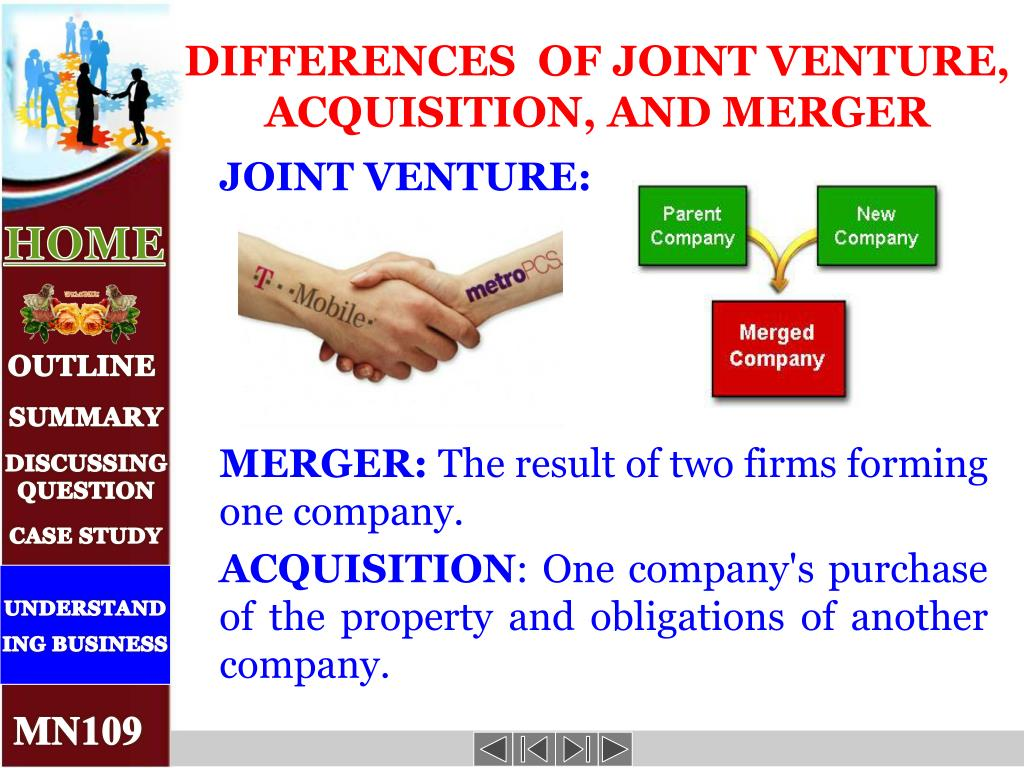 DIFFERENCES OF JOINT VENTURE,
ACQUISITION, AND MERGER
JOINT VENTURE:
T··Mobile·
metroPCS.
Parent
Company
New
Company
Merged
Company
MERGER: The result of two firms forming
one company.
ACQUISITION: One company's purchase
of the property and obligations of another
company.
HOME
OUTLINE
SUMMARY
DISCUSSING
QUESTION
CASE STUDY
UNDERSTAND
ING BUSINESS
MN109